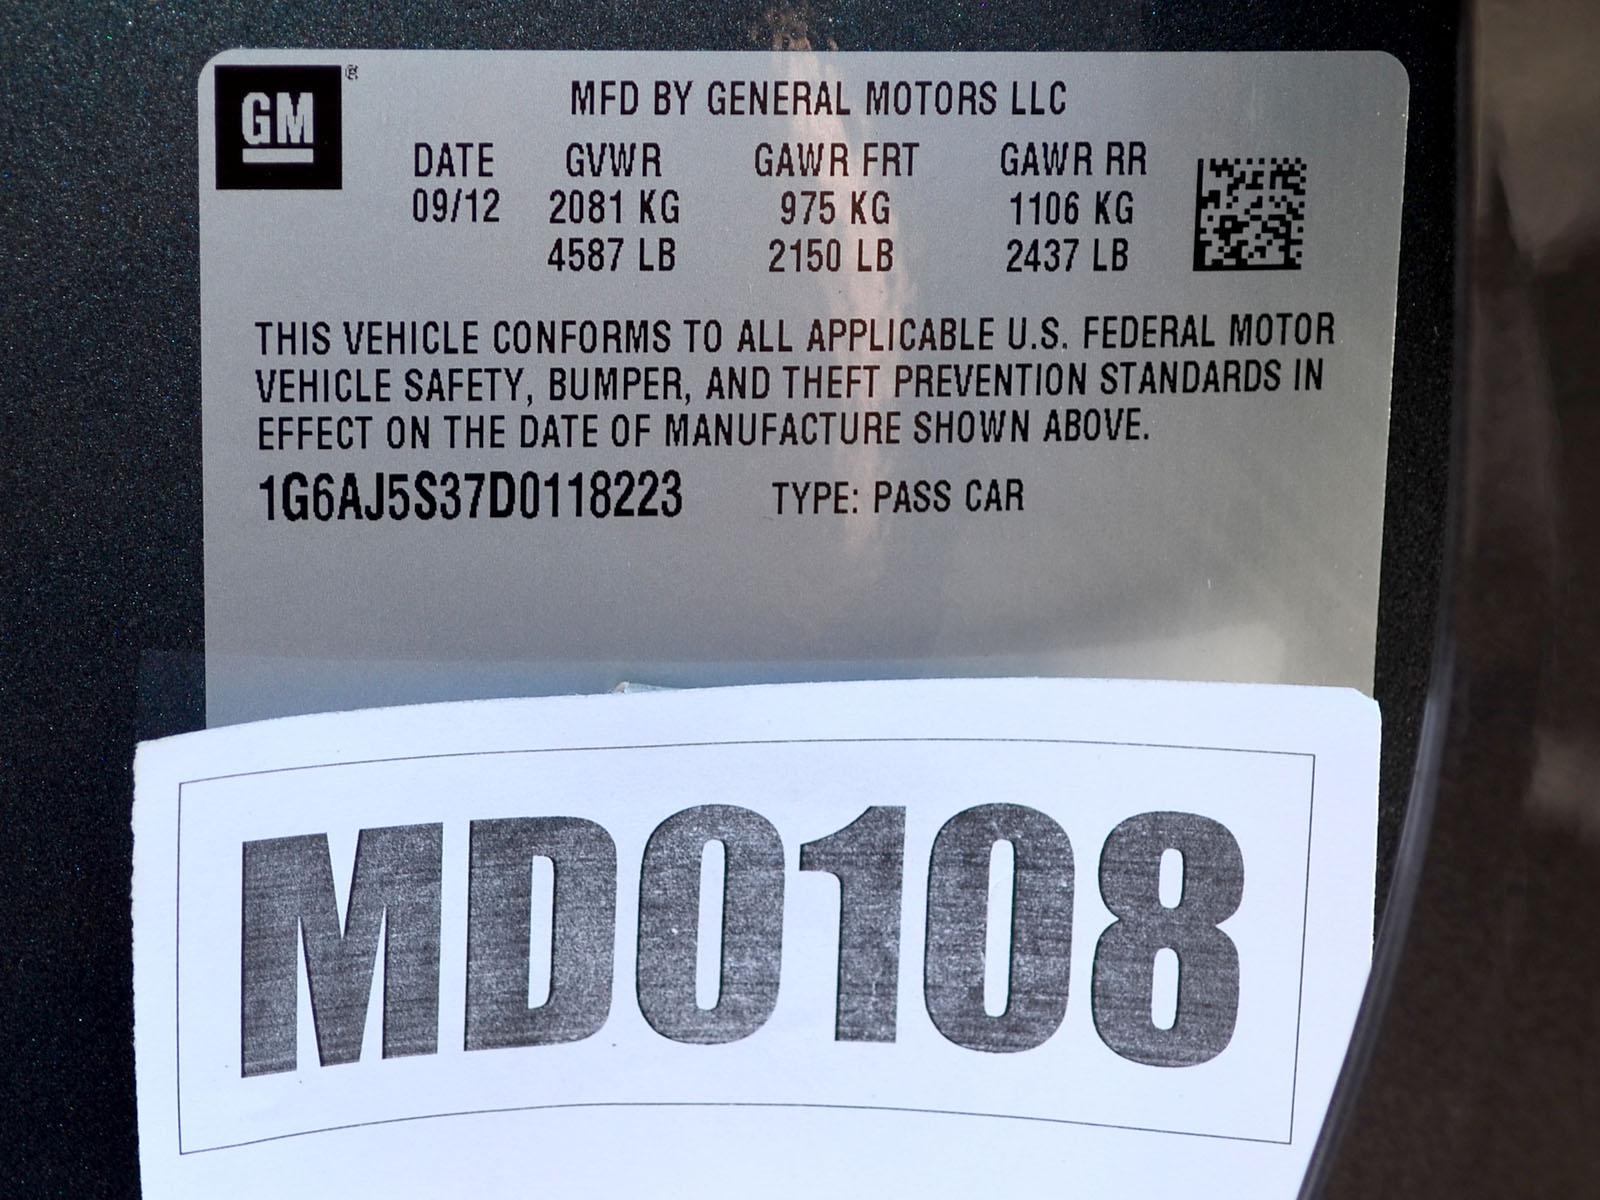 GM®
MFD BY GENERAL MOTORS LLC
DATE GVWR GAWR FRT GAWR RR
09/12 2081 KG 975 KG 1106 KG
4587 LB 2150 LB 2437 LB
THIS VEHICLE CONFORMS TO ALL APPLICABLE U.S. FEDERAL MOTOR
VEHICLE SAFETY, BUMPER, AND THEFT PREVENTION STANDARDS IN
EFFECT ON THE DATE OF MANUFACTURE SHOWN ABOVE.
1G6AJ5S37D0118223 TYPE: PASS CAR
MD0108